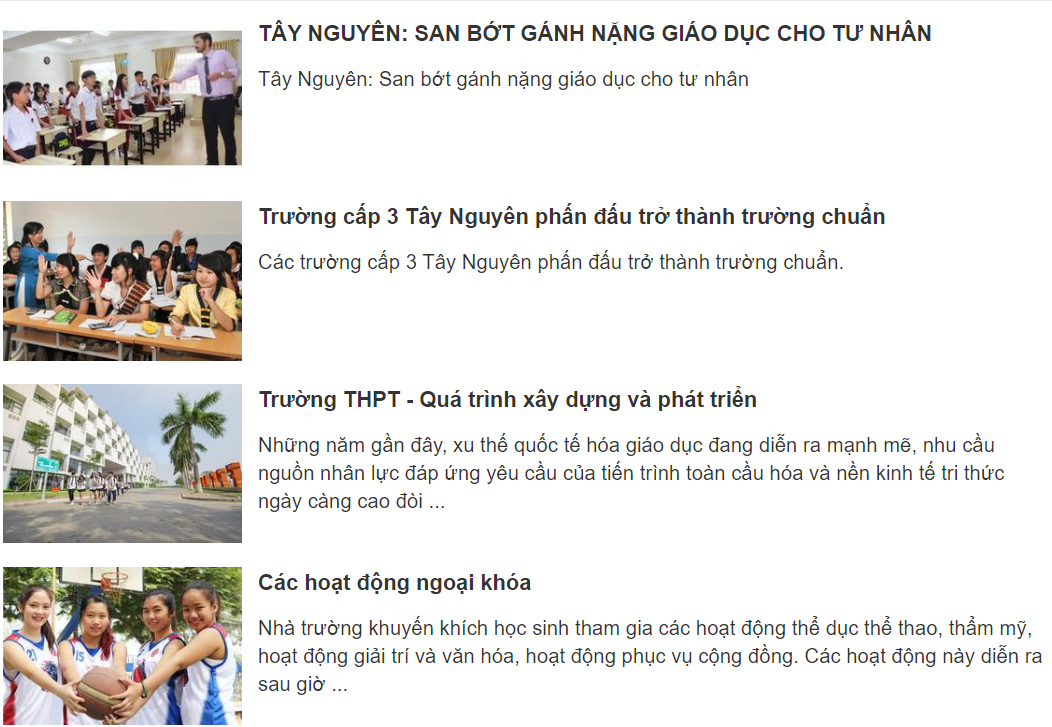 TÂY NGUYÊN: SAN BỚT GÁNH NẶNG GIÁO DỤC CHO TƯ NHÂN
Tây Nguyên: San bớt gánh nặng giáo dục cho tư nhân
Trường cấp 3 Tây Nguyên phấn đấu trở thành trường chuẩn
Các trường cấp 3 Tây Nguyên phấn đấu trở thành trường chuẩn.
Trường THPT - Quá trình xây dựng và phát triển
Những năm gần đây, xu thế quốc tế hóa giáo dục đang diễn ra mạnh mẽ, nhu cầu
nguồn nhân lực đáp ứng yêu cầu của tiến trình toàn cầu hóa và nền kinh tế tri thức
ngày càng cao đòi ...
Các hoạt động ngoại khóa
Nhà trường khuyến khích học sinh tham gia các hoạt động thể dục thể thao, thẩm mỹ,
hoạt động giải trí và văn hóa, hoạt động phục vụ cộng đồng. Các hoạt động này diễn ra
sau giờ ...